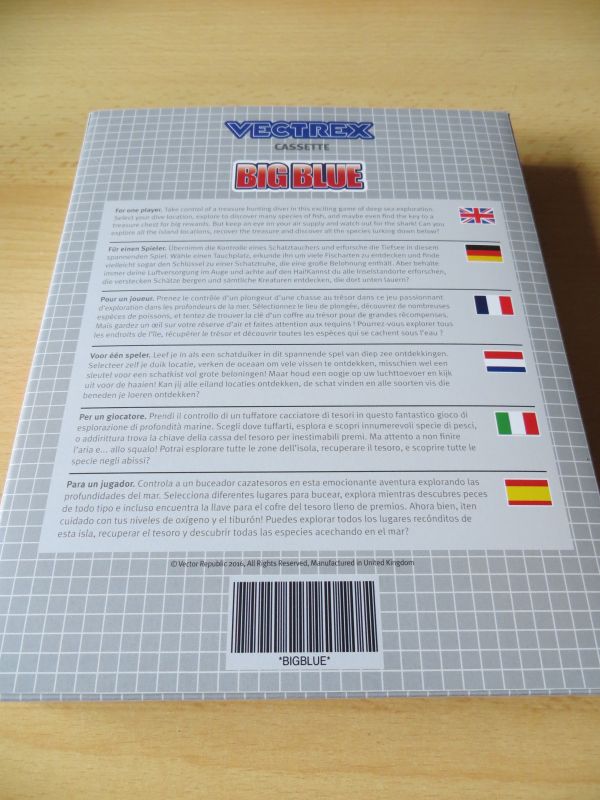 VECTREX
CASSETTE
BIG BLUE
For one player. Take control of a treasure hunting diver in this exciting game of deep sea exploration.
Select your dive location, explore to discover many species of fish, and maybe even find the key to a
treasure chest for big rewards. But keep an eye on your air supply and watch out for the shark! Can you
explore all the island locations, recover the treasure and discover all the species lurking down below?
Für einen Spieler. Übernimm die Kontrolle eines Schatztauchers und erforsche die Tiefsee in diesem
spannenden Spiel. Wähle einen Tauchplatz, erkunde ihn um viele Fischarten zu entdecken und finde
vielleicht sogar den Schlüssel zu einer Schatztruhe, die eine große Belohnung enthält. Aber behalte
immer deine Luftversorgung im Auge und achte auf den Hai!Kannst du alle Inselstandorte erforschen,
die versteckten Schätze bergen und sämtliche Kreaturen entdecken, die dort unten lauern?
Pour un joueur. Prenez le contrôle d'un plongeur d'une chasse au trésor dans ce jeu passionnant
d'exploration dans les profondeurs de la mer. Sélectionnez le lieu de plongée, découvrez de nombreuses
espèces de poissons, et tentez de trouver la clé d'un coffre au trésor pour de grandes récompenses.
Mais gardez un œil sur votre réserve d'air et faites attention aux requins ! Pourrez-vous explorer tous
les endroits de l'île, récupérer le trésor et découvrir toutes les espèces qui se cachent sous l'eau ?
Voor één speler. Leef je in als een schatduiker in dit spannende spel van diep zee ontdekkingen.
Selecteer zelf je duik locatie, verken de oceaan om vele vissen te ontdekken, misschien wel een
sleutel voor een schatkist vol grote beloningen! Maar houd een oogje op uw luchttoevoer en kijk
uit voor de haaien! Kan jij alle eiland locaties ontdekken, de schat vinden en alle soorten vis die
beneden je loeren ontdekken?
Per un giocatore. Prendi il controllo di un tuffatore cacciatore di tesori in questo fantastico gioco di
esplorazione di profondità marine. Scegli dove tuffarti, esplora e scopri innumerevoli specie di pesci,
o addirittura trova la chiave della cassa del tesoro per inestimabili premi. Ma attento a non finire
l'aria e... allo squalo! Potrai esplorare tutte le zone dell'isola, recuperare il tesoro, e scoprire tutte le
specie negli abissi?
Para un jugador. Controla a un buceador cazatesoros en esta emocionante aventura explorando las
profundidades del mar. Selecciona diferentes lugares para bucear, explora mientras descubres peces
de todo tipo e incluso encuentra la llave para el cofre del tesoro lleno de premios. Ahora bien, ¡ten
cuidado con tus niveles de oxígeno y el tiburón! Puedes explorar todos los lugares recónditos de
esta isla, recuperar el tesoro y descubrir todas las especies acechando en el mar?
© Vector Republic 2016, All Rights Reserved, Manufactured in United Kingdom
*BIGBLUE*